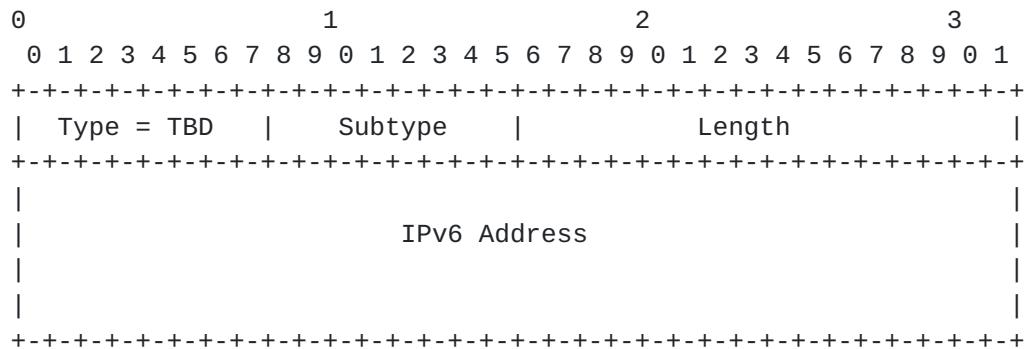 0                   1                   2                   3
 0 1 2 3 4 5 6 7 8 9 0 1 2 3 4 5 6 7 8 9 0 1 2 3 4 5 6 7 8 9 0 1
+-+-+-+-+-+-+-+-+-+-+-+-+-+-+-+-+-+-+-+-+-+-+-+-+-+-+-+-+-+-+-+-+
|  Type = TBD   |    Subtype    |           Length              |
+-+-+-+-+-+-+-+-+-+-+-+-+-+-+-+-+-+-+-+-+-+-+-+-+-+-+-+-+-+-+-+-+
|                                                               |
|                        IPv6 Address                           |
|                                                               |
|                                                               |
+-+-+-+-+-+-+-+-+-+-+-+-+-+-+-+-+-+-+-+-+-+-+-+-+-+-+-+-+-+-+-+-+